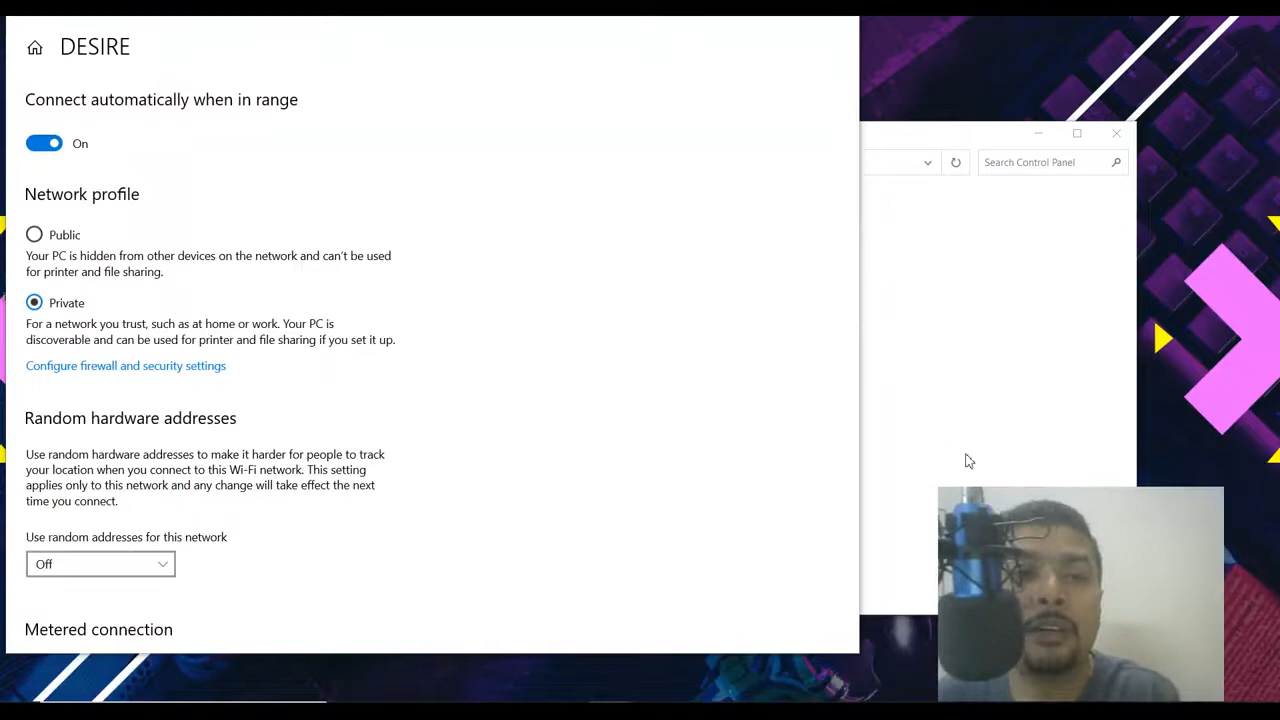 DESIRE
Connect automatically when in range
On
Network profile
Public
Your PC is hidden from other devices on the network and can't be used
for printer and file sharing.
Private
For a network you trust, such as at home or work. Your PC is
discoverable and can be used for printer and file sharing if you set it up.
Configure firewall and security settings
Random hardware addresses
Use random hardware addresses to make it harder for people to track
your location when you connect to this Wi-Fi network. This setting
applies only to this network and any change will take effect the next
time you connect.
Use random addresses for this network
Off
Metered connection
Search Control Panel